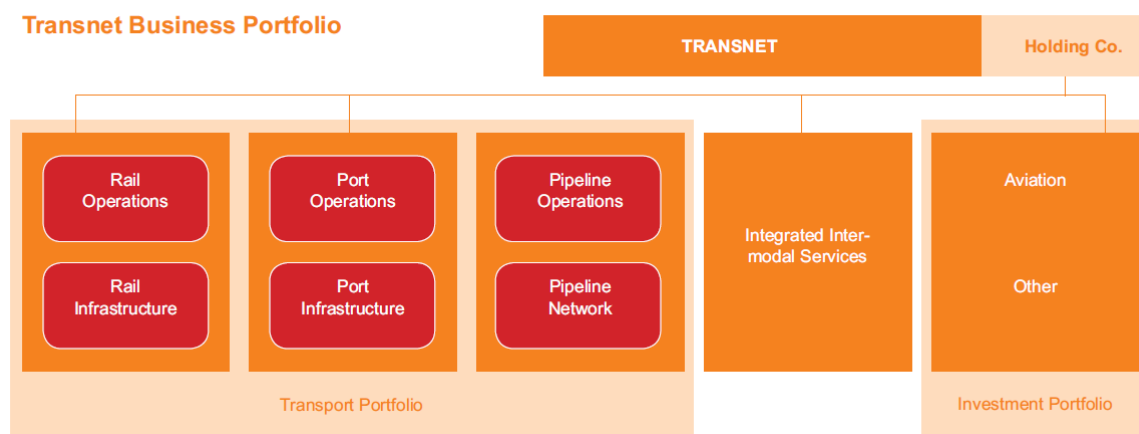 Transnet Business Portfolio
TRANSNET
Holding Co.
Rail
Operations
Port
Operations
Pipeline
Operations
Rail
Infrastructure
Port
Infrastructure
Pipeline
Network
Integrated Inter-
modal Services
Aviation
Other
Transport Portfolio
Investment Portfolio